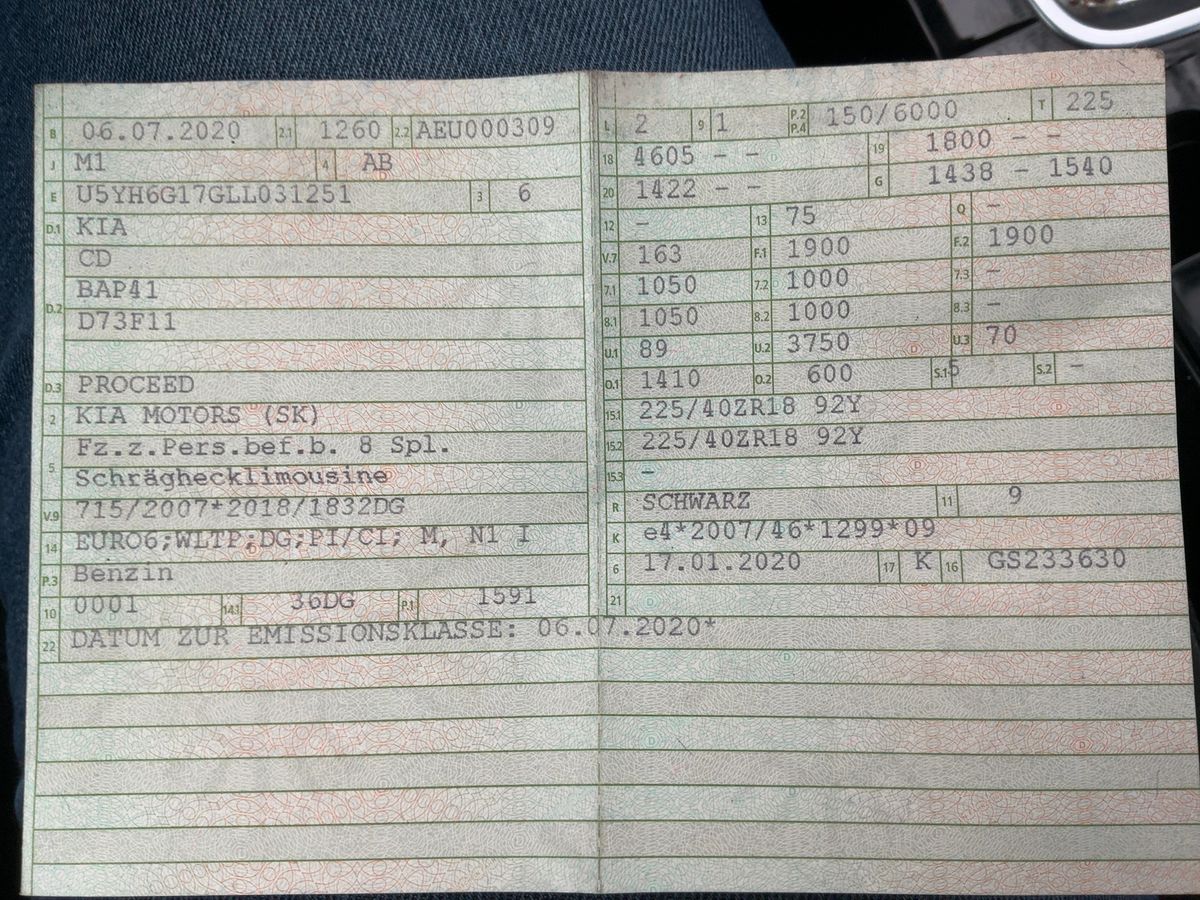 B 06.07.2020 2.1 1260 2.2 AEU000309
J M1 4 AB
E U5YH6G17GLL031251 3 6
D.1 KIA
CD
D.2 BAP41
D73F11
D.3 PROCEED
2 KIA MOTORS (SK)
Fz.z.Pers.bef.b. 8 Spl.
5 Schräghecklimousine
V.9 715/2007*2018/1832DG
14 EURO6;WLTP;DG;PI/CI; M, N1 I
P.3 Benzin
10 0001 14.1 36DG P.1 1591
22 DATUM ZUR EMISSIONSKLASSE: 06.07.2020*
L 2 9 1 P.2 P.4 150/6000 T 225
18 4605 – – 19 1800 – –
20 1422 – – G 1438 – 1540
12 – 13 75 Q –
V.7 163 F.1 1900 F.2 1900
7.1 1050 7.2 1000 7.3 –
8.1 1050 8.2 1000 8.3 –
U.1 89 U.2 3750 U.3 70
O.1 1410 O.2 600 S.1 5 S.2 –
15.1 225/40ZR18 92Y
15.2 225/40ZR18 92Y
15.3 –
R SCHWARZ 11 9
K e4*2007/46*1299*09
6 17.01.2020 17 K 16 GS233630
21